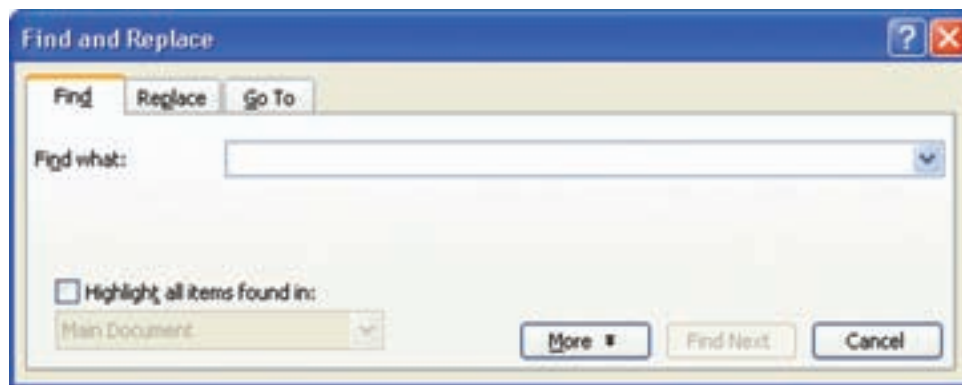 Find and Replace
Find Replace Go To
Find what:
Highlight all items found in:
Main Document
More Find Next Cancel